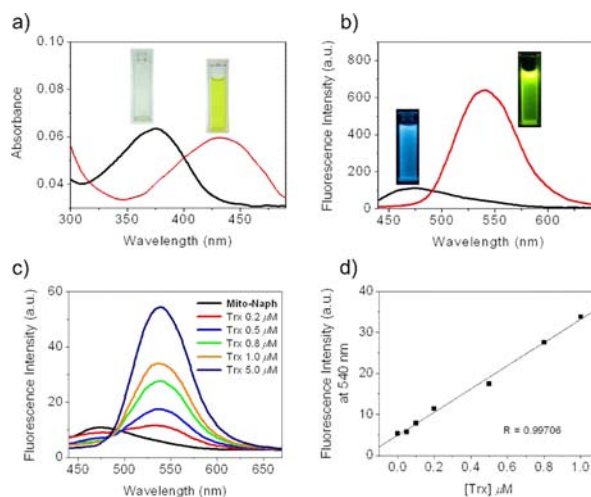 a)
0.10
0.08
0.06
0.04
300 350 400 450
Absorbance
Wavelength (nm)
b)
800
600
400
200
0
450 500 550 600
Fluorescence Intensity (a.u.)
Wavelength (nm)
c)
60
40
20
0
450 500 550 600 650
Fluorescence Intensity (a.u.)
Wavelength (nm)
Mito-Naph
Trx 0.2 μM
Trx 0.5 μM
Trx 0.8 μM
Trx 1.0 μM
Trx 5.0 μM
d)
40
30
20
10
0
0.0 0.2 0.4 0.6 0.8 1.0
Fluorescence Intensity (a.u.)
at 540 nm
R = 0.99706
[Trx] μM